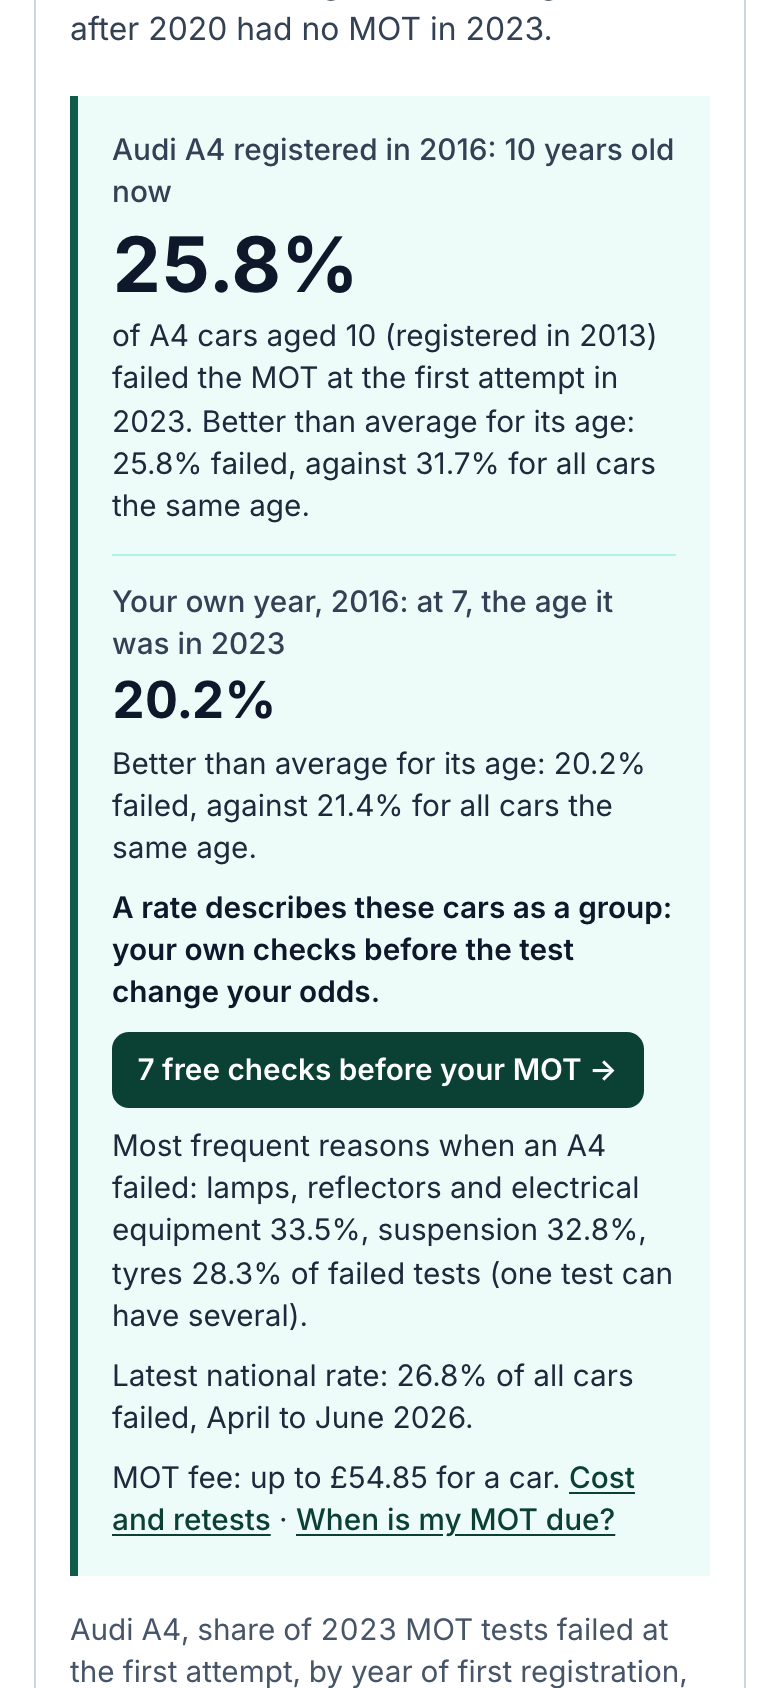 after 2020 had no MOT in 2023.
Audi A4 registered in 2016: 10 years old
now
25.8%
of A4 cars aged 10 (registered in 2013)
failed the MOT at the first attempt in
2023. Better than average for its age:
25.8% failed, against 31.7% for all cars
the same age.
Your own year, 2016: at 7, the age it
was in 2023
20.2%
Better than average for its age: 20.2%
failed, against 21.4% for all cars the
same age.
A rate describes these cars as a group:
your own checks before the test
change your odds.
7 free checks before your MOT →
Most frequent reasons when an A4
failed: lamps, reflectors and electrical
equipment 33.5%, suspension 32.8%,
tyres 28.3% of failed tests (one test can
have several).
Latest national rate: 26.8% of all cars
failed, April to June 2026.
MOT fee: up to £54.85 for a car. Cost
and retests · When is my MOT due?
Audi A4, share of 2023 MOT tests failed at
the first attempt, by year of first registration,